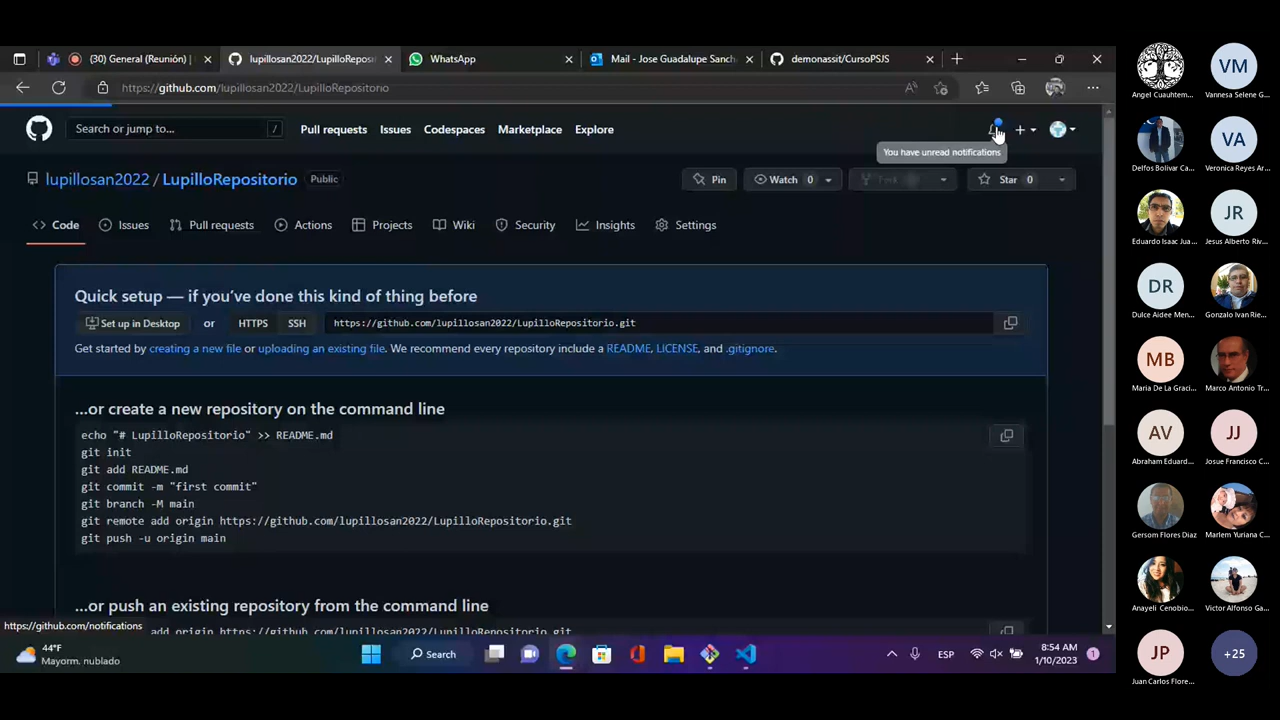 (30) General (Reunión) |
lupillosan2022/LupilloReposi
WhatsApp
Mail - Jose Guadalupe Sanch
demonassit/CursoPSJS
https://github.com/lupillosan2022/LupilloRepositorio
Search or jump to...
/
Pull requests
Issues
Codespaces
Marketplace
Explore
You have unread notifications
lupillosan2022 / LupilloRepositorio
Public
Pin
Watch 0
Star 0
Code
Issues
Pull requests
Actions
Projects
Wiki
Security
Insights
Settings
Quick setup — if you've done this kind of thing before
Set up in Desktop
or
HTTPS
SSH
https://github.com/lupillosan2022/LupilloRepositorio.git
Get started by creating a new file or uploading an existing file. We recommend every repository include a README, LICENSE, and .gitignore.
...or create a new repository on the command line
echo "# LupilloRepositorio" >> README.md
git init
git add README.md
git commit -m "first commit"
git branch -M main
git remote add origin https://github.com/lupillosan2022/LupilloRepositorio.git
git push -u origin main
...or push an existing repository from the command line
add origin https://github.com/lupillosan2022/LupilloRepositorio.git
https://github.com/notifications
44°F
Mayorm. nublado
Search
ESP
8:54 AM
1/10/2023
1
Angel Cuauhtem...
VM
Vannesa Selene G...
Delfos Bolivar Ca...
VA
Veronica Reyes Ar...
Eduardo Isaac Jua...
JR
Jesus Alberto Riv...
DR
Dulce Aidee Men...
Gonzalo Ivan Rie...
MB
Maria De La Graci...
Marco Antonio Tr...
AV
Abraham Eduard...
JJ
Josue Francisco C...
Gersom Flores Diaz
Marlem Yuriana C...
Anayeli Cenobio...
Victor Alfonso Ga...
JP
Juan Carlos Flore...
+25